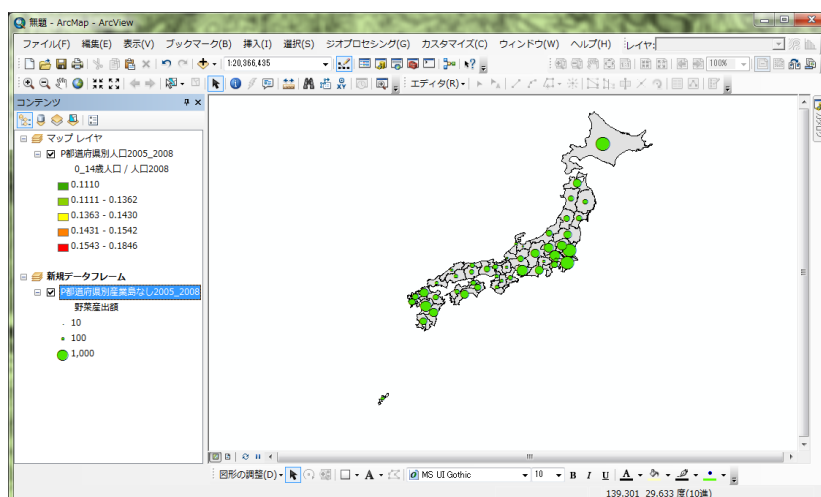 無題 - ArcMap - ArcView
ファイル(F) 編集(E) 表示(V) ブックマーク(B) 挿入(I) 選択(S) ジオプロセシング(G) カスタマイズ(C) ウィンドウ(W) ヘルプ(H) レイヤ:
1:20,366,435 100%
エディタ(R)
コンテンツ
マップ レイヤ
P都道府県別人口2005_2008
0_14歳人口 / 人口2008
0.1110
0.1111 - 0.1362
0.1363 - 0.1430
0.1431 - 0.1542
0.1543 - 0.1846
新規データフレーム
P都道府県別産業島なし2005_2008
野菜産出額
10
100
1,000
カタログ
図形の調整(D) A MS UI Gothic 10 B I U A
139.301 29.633 度(10進)